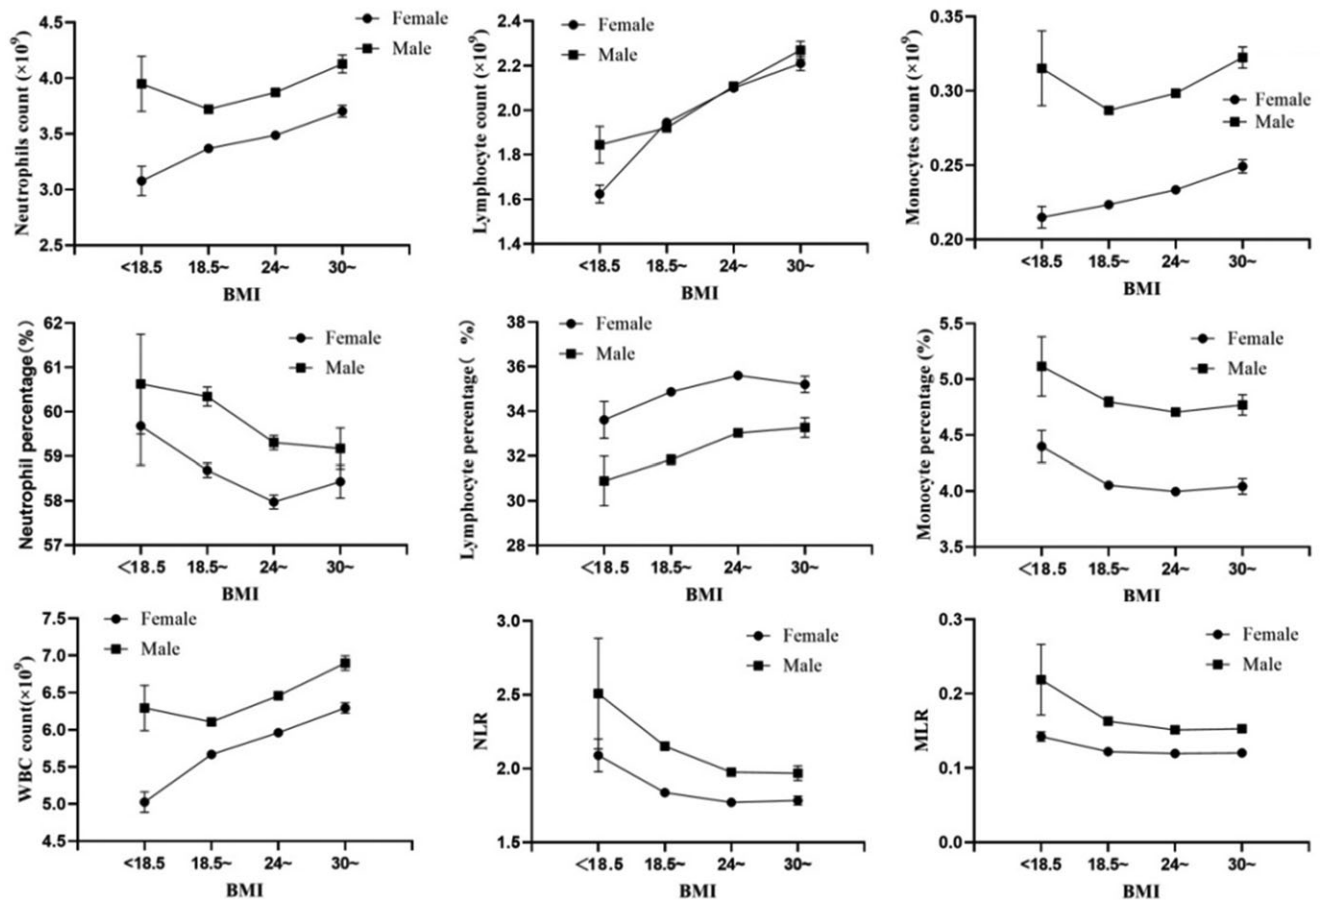 Neutrophils count (×10⁹)
4.5
4.0
3.5
3.0
2.5
Female
Male
<18.5 18.5~ 24~ 30~
BMI
Lymphocyte count (×10⁹)
2.4
2.2
2.0
1.8
1.6
1.4
Female
Male
<18.5 18.5~ 24~ 30~
BMI
Monocytes count (×10⁹)
0.35
0.30
0.25
0.20
Female
Male
<18.5 18.5~ 24~ 30~
BMI
Neutrophil percentage(%)
62
61
60
59
58
57
Female
Male
<18.5 18.5~ 24~ 30~
BMI
Lymphocyte percentage( %)
38
36
34
32
30
28
Female
Male
<18.5 18.5~ 24~ 30~
BMI
Monocyte percentage (%)
5.5
5.0
4.5
4.0
3.5
Female
Male
<18.5 18.5~ 24~ 30~
BMI
WBC count(×10⁹)
7.5
7.0
6.5
6.0
5.5
5.0
4.5
Female
Male
<18.5 18.5~ 24~ 30~
BMI
NLR
3.0
2.5
2.0
1.5
Female
Male
<18.5 18.5~ 24~ 30~
BMI
MLR
0.3
0.2
0.1
0.0
Female
Male
<18.5 18.5~ 24~ 30~
BMI